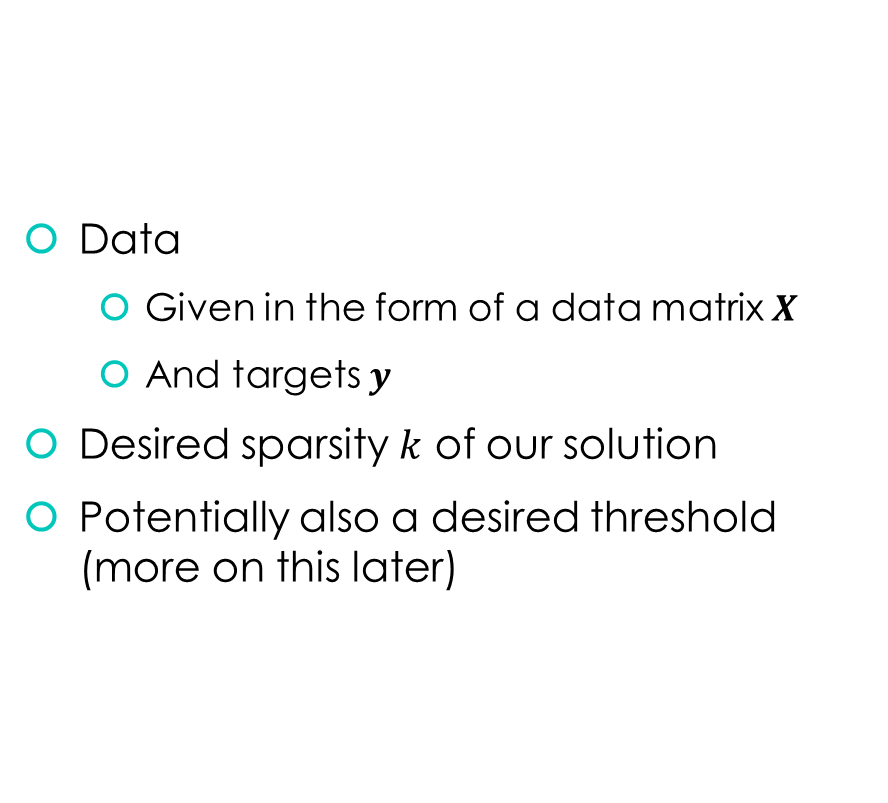 Data
Given in the form of a data matrix X
And targets y
Desired sparsity k of our solution
Potentially also a desired threshold
(more on this later)